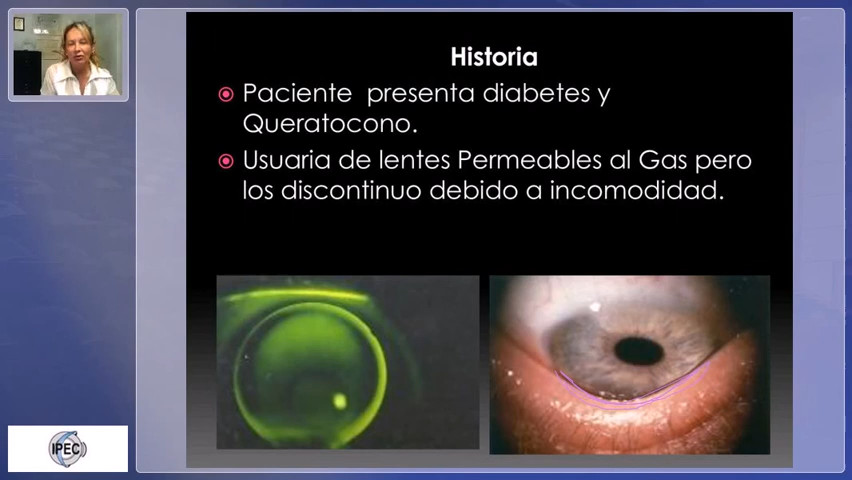 Historia
Paciente presenta diabetes y
Queratocono.
Usuaria de lentes Permeables al Gas pero
los discontinuo debido a incomodidad.
IPEC